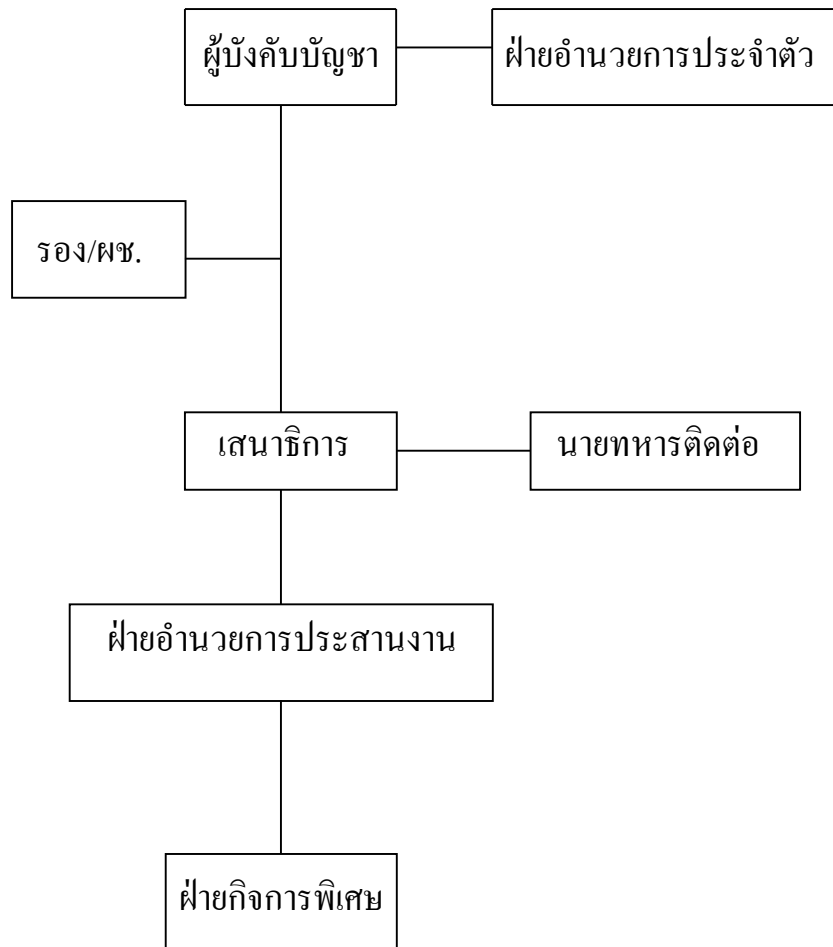 ผู้บังคับบัญชา
ฝ่ายอำนวยการประจำตัว
รอง/ผช.
เสนาธิการ
นายทหารติดต่อ
ฝ่ายอำนวยการประสานงาน
ฝ่ายกิจการพิเศษ